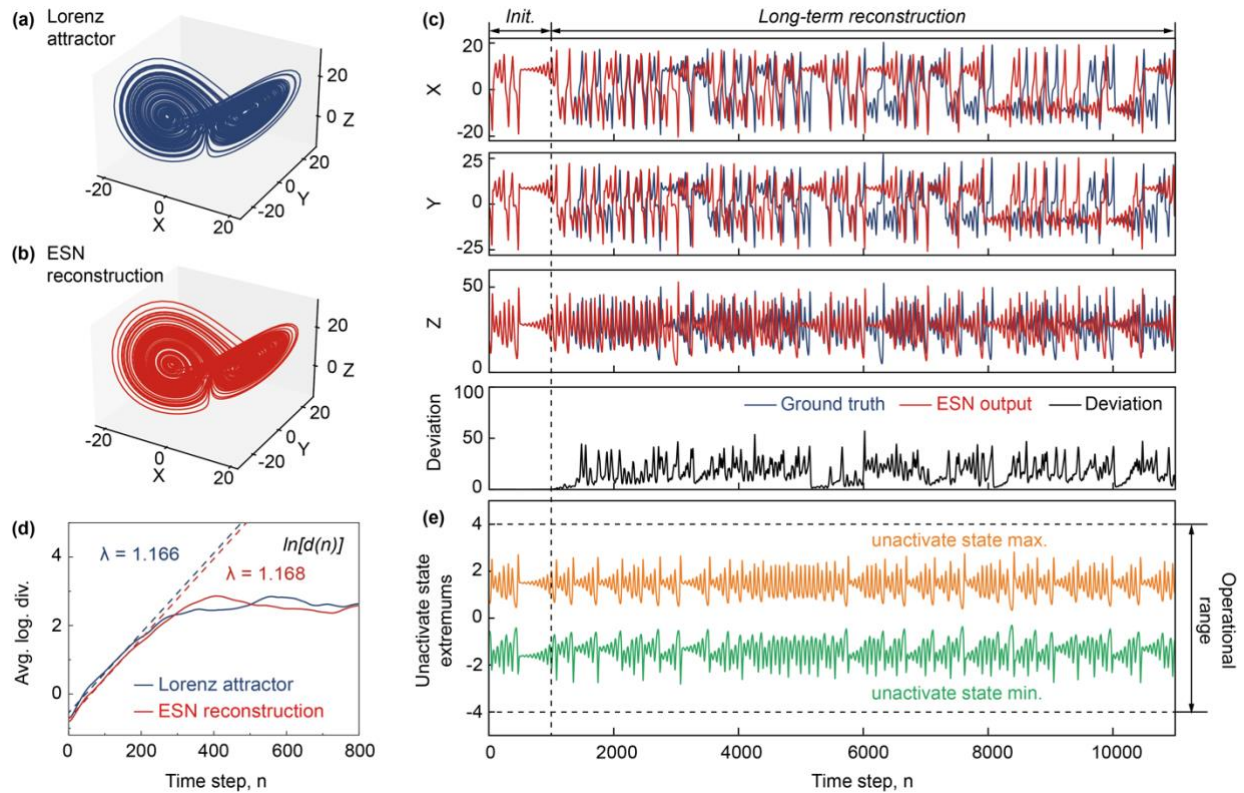 (a) Lorenz
attractor
20
0 Z
-20
0
X
20
-20
0
Y
20
(b) ESN
reconstruction
20
0 Z
-20
0
X
20
-20
0
Y
20
(c)
Init.
Long-term reconstruction
20
0
-20
X
25
0
-25
Y
50
0
Z
100
50
0
Deviation
Ground truth ESN output Deviation
(d)
λ = 1.166
ln[d(n)]
λ = 1.168
4
2
0
Avg. log. div.
Lorenz attractor
ESN reconstruction
0 200 400 600 800
Time step, n
(e)
4
2
0
-2
-4
Unactivate state
extremums
unactivate state max.
unactivate state min.
Operational
range
0 2000 4000 6000 8000 10000
Time step, n